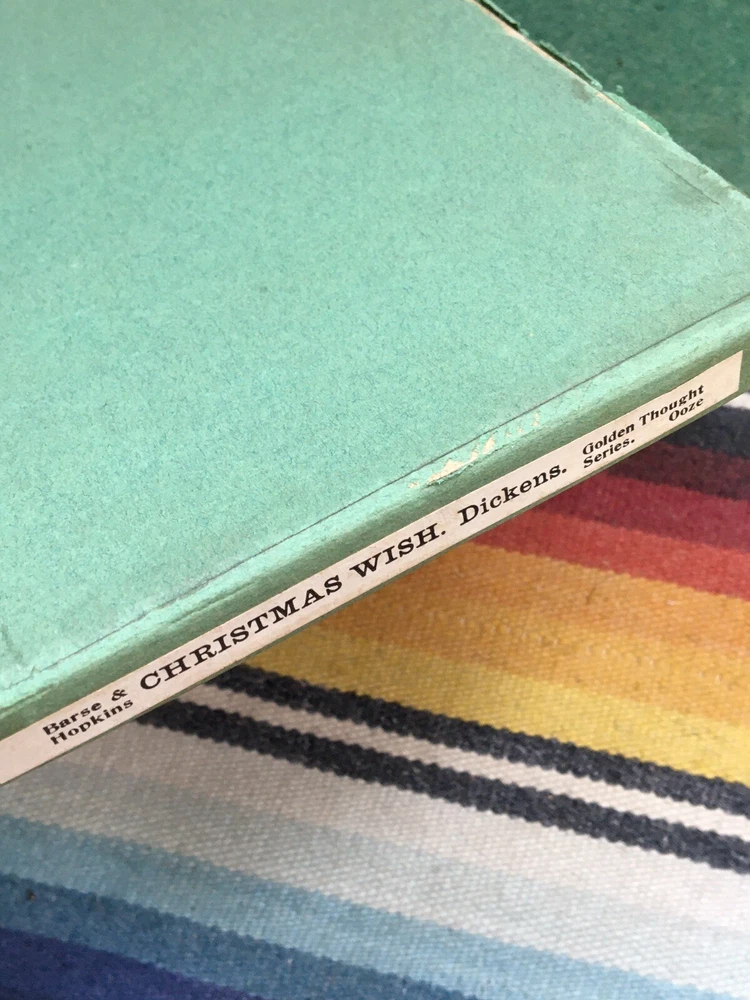 Barse &
Hopkins
CHRISTMAS WISH. Dickens.
Golden Thought
Series. Ooze